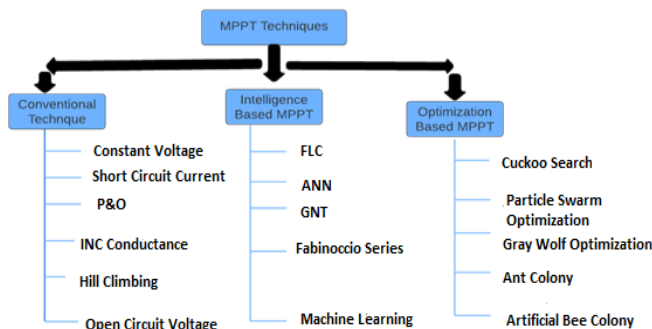 MPPT Techniques
Conventional
Technque
Constant Voltage
Short Circuit Current
P&O
INC Conductance
Hill Climbing
Open Circuit Voltage
Intelligence
Based MPPT
FLC
ANN
GNT
Fabinoccio Series
Machine Learning
Optimization
Based MPPT
Cuckoo Search
Particle Swarm
Optimization
Gray Wolf Optimization
Ant Colony
Artificial Bee Colony